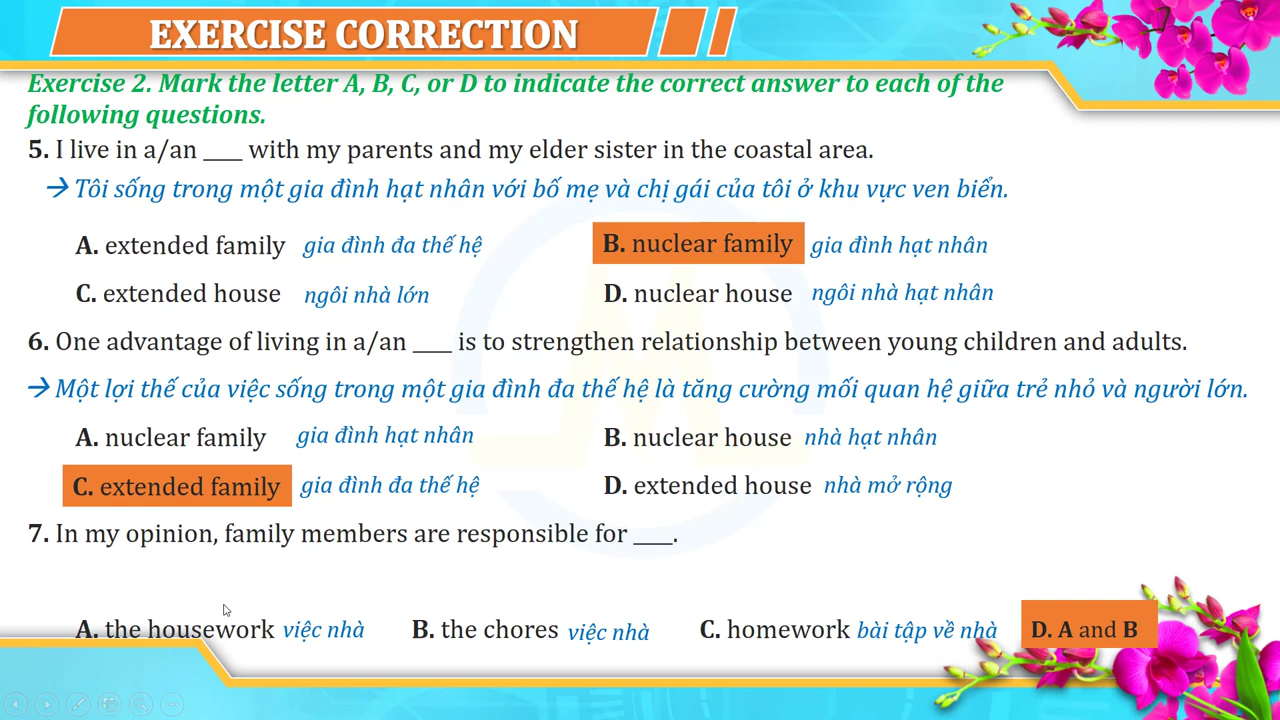 EXERCISE CORRECTION
Exercise 2. Mark the letter A, B, C, or D to indicate the correct answer to each of the
following questions.
5. I live in a/an ____ with my parents and my elder sister in the coastal area.
→ Tôi sống trong một gia đình hạt nhân với bố mẹ và chị gái của tôi ở khu vực ven biển.
A. extended family gia đình đa thế hệ B. nuclear family gia đình hạt nhân
C. extended house ngôi nhà lớn D. nuclear house ngôi nhà hạt nhân
6. One advantage of living in a/an ____ is to strengthen relationship between young children and adults.
→ Một lợi thế của việc sống trong một gia đình đa thế hệ là tăng cường mối quan hệ giữa trẻ nhỏ và người lớn.
A. nuclear family gia đình hạt nhân B. nuclear house nhà hạt nhân
C. extended family gia đình đa thế hệ D. extended house nhà mở rộng
7. In my opinion, family members are responsible for ____.
A. the housework việc nhà B. the chores việc nhà C. homework bài tập về nhà D. A and B